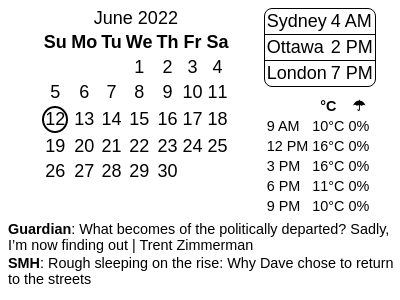 June 2022
Su Mo Tu We Th Fr Sa
1 2 3 4
5 6 7 8 9 10 11
12 13 14 15 16 17 18
19 20 21 22 23 24 25
26 27 28 29 30
Sydney 4 AM
Ottawa 2 PM
London 7 PM
°C ☂
9 AM 10°C 0%
12 PM 16°C 0%
3 PM 16°C 0%
6 PM 11°C 0%
9 PM 10°C 0%
Guardian: What becomes of the politically departed? Sadly,
I'm now finding out | Trent Zimmerman
SMH: Rough sleeping on the rise: Why Dave chose to return
to the streets